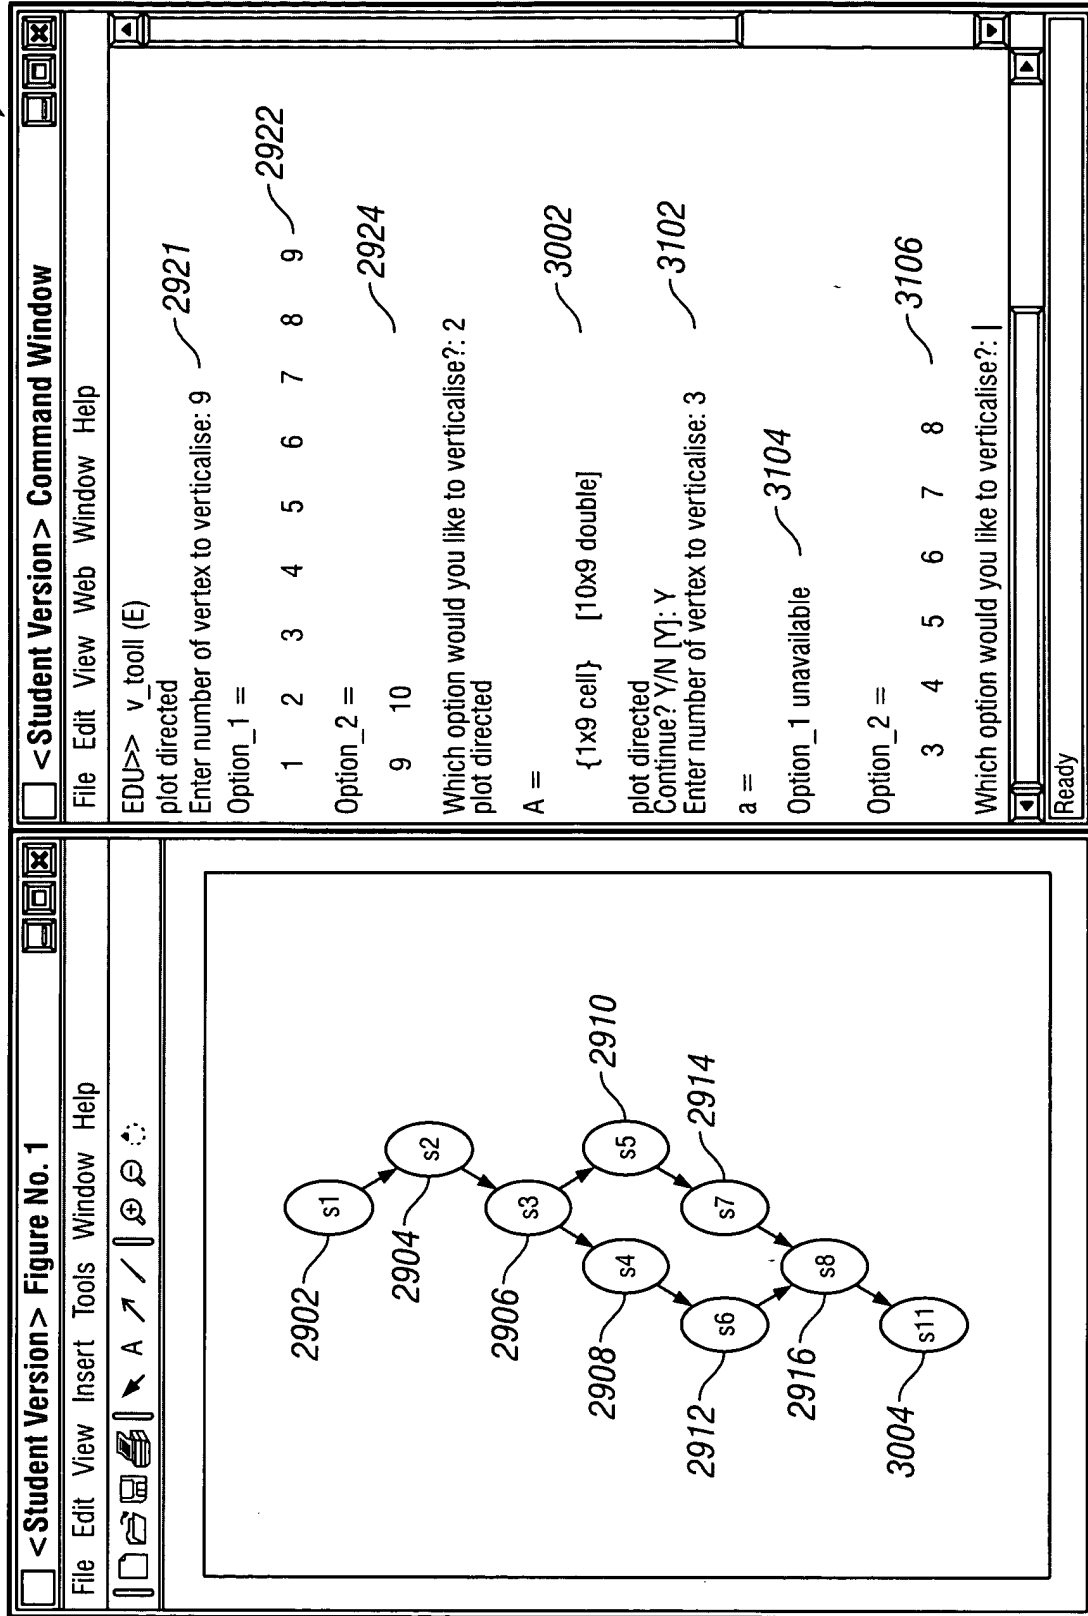 <Student Version> Figure No. 1
File Edit View Insert Tools Window Help
A
s1
2902
s2
2904
s3
2906
s4
2908
s5
2910
s6
2912
s7
2914
s8
2916
s11
3004
<Student Version> Command Window
File Edit View Web Window Help
EDU>> v_tooll (E)
plot directed
Enter number of vertex to verticalise: 9 2921
Option_1 =
1 2 3 4 5 6 7 8 9 2922
Option_2 =
9 10 2924
Which option would you like to verticalise?: 2
plot directed
A =
{1x9 cell} [10x9 double] 3002
plot directed
Continue? Y/N [Y]: Y
Enter number of vertex to verticalise: 3 3102
a =
Option_1 unavailable 3104
Option_2 =
3 4 5 6 7 8 3106
Which option would you like to verticalise?: |
Ready